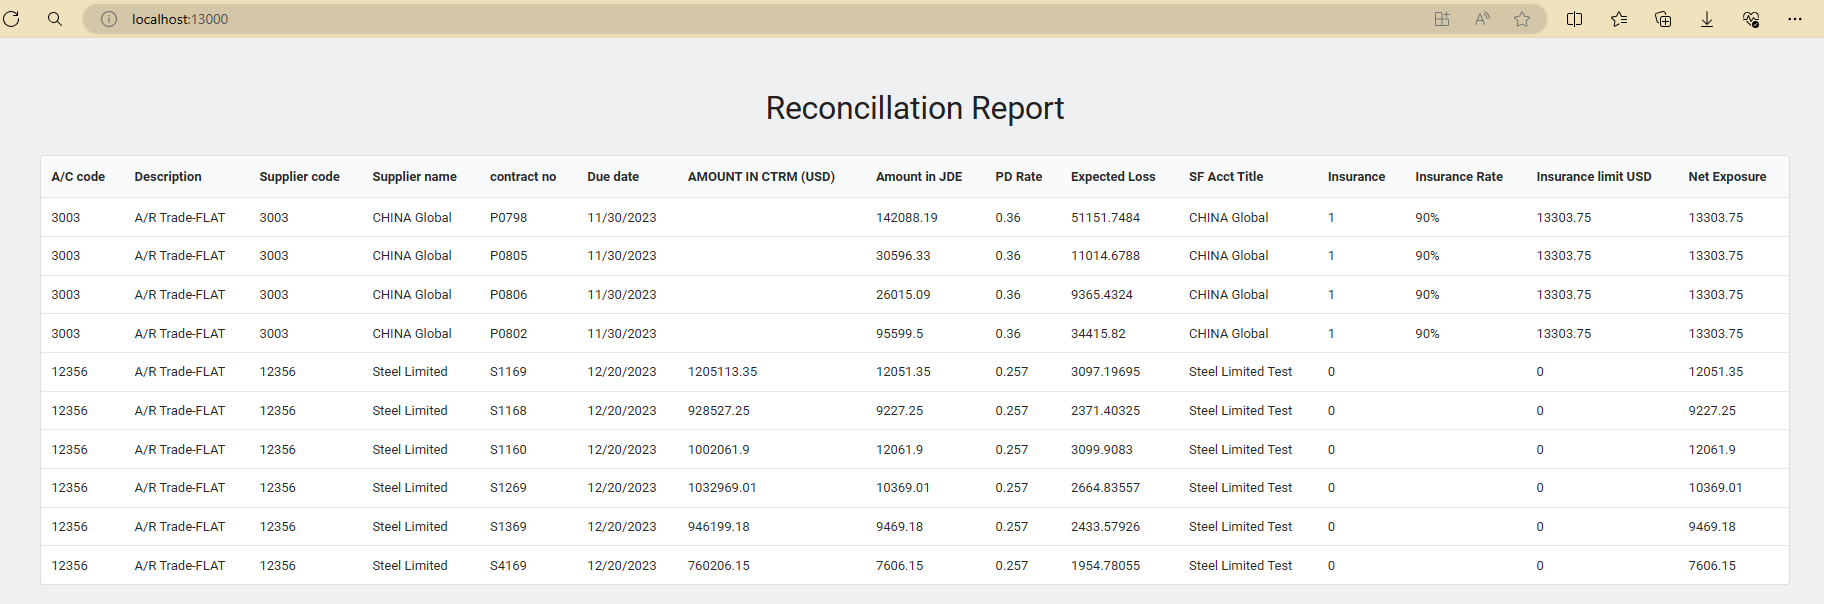 localhost:13000
Reconcillation Report
A/C code Description Supplier code Supplier name contract no Due date AMOUNT IN CTRM (USD) Amount in JDE PD Rate Expected Loss SF Acct Title Insurance Insurance Rate Insurance limit USD Net Exposure
3003 A/R Trade-FLAT 3003 CHINA Global P0798 11/30/2023 142088.19 0.36 51151.7484 CHINA Global 1 90% 13303.75 13303.75
3003 A/R Trade-FLAT 3003 CHINA Global P0805 11/30/2023 30596.33 0.36 11014.6788 CHINA Global 1 90% 13303.75 13303.75
3003 A/R Trade-FLAT 3003 CHINA Global P0806 11/30/2023 26015.09 0.36 9365.4324 CHINA Global 1 90% 13303.75 13303.75
3003 A/R Trade-FLAT 3003 CHINA Global P0802 11/30/2023 95599.5 0.36 34415.82 CHINA Global 1 90% 13303.75 13303.75
12356 A/R Trade-FLAT 12356 Steel Limited S1169 12/20/2023 1205113.35 12051.35 0.257 3097.19695 Steel Limited Test 0 0 12051.35
12356 A/R Trade-FLAT 12356 Steel Limited S1168 12/20/2023 928527.25 9227.25 0.257 2371.40325 Steel Limited Test 0 0 9227.25
12356 A/R Trade-FLAT 12356 Steel Limited S1160 12/20/2023 1002061.9 12061.9 0.257 3099.9083 Steel Limited Test 0 0 12061.9
12356 A/R Trade-FLAT 12356 Steel Limited S1269 12/20/2023 1032969.01 10369.01 0.257 2664.83557 Steel Limited Test 0 0 10369.01
12356 A/R Trade-FLAT 12356 Steel Limited S1369 12/20/2023 946199.18 9469.18 0.257 2433.57926 Steel Limited Test 0 0 9469.18
12356 A/R Trade-FLAT 12356 Steel Limited S4169 12/20/2023 760206.15 7606.15 0.257 1954.78055 Steel Limited Test 0 0 7606.15